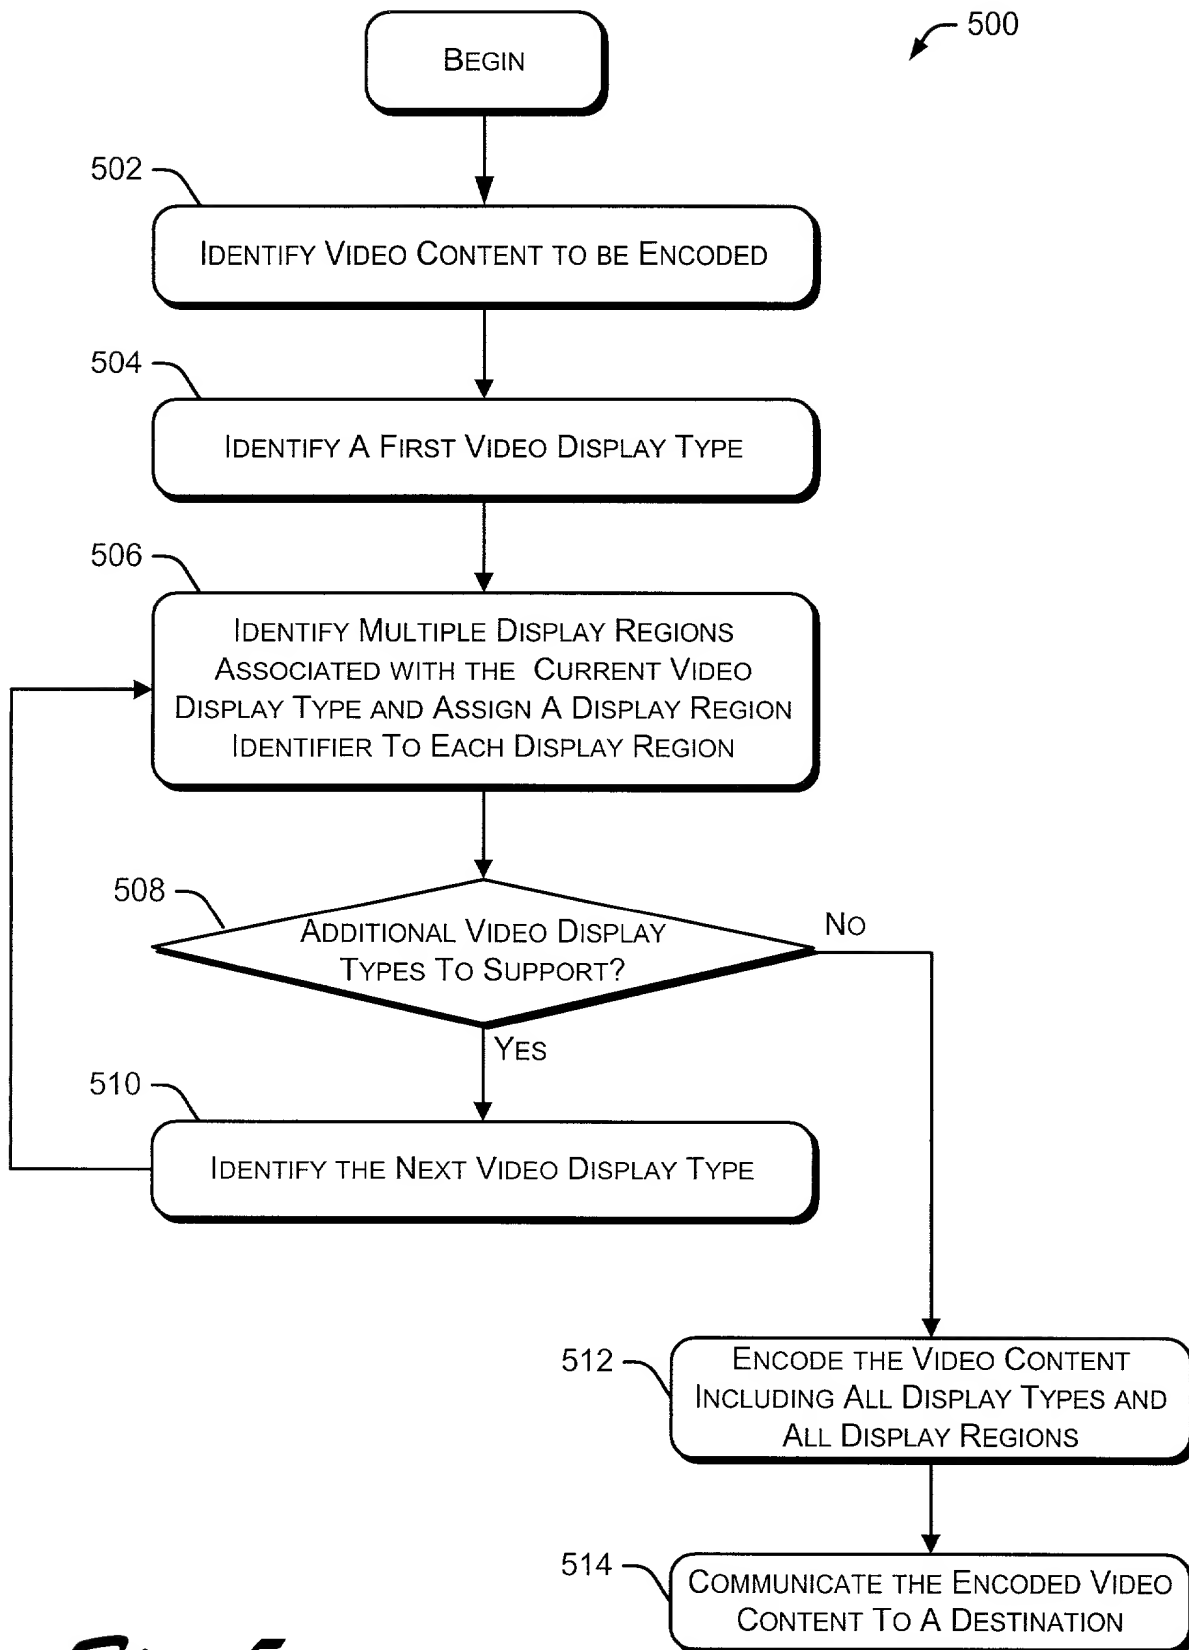 500
BEGIN
502
IDENTIFY VIDEO CONTENT TO BE ENCODED
504
IDENTIFY A FIRST VIDEO DISPLAY TYPE
506
IDENTIFY MULTIPLE DISPLAY REGIONS
ASSOCIATED WITH THE CURRENT VIDEO
DISPLAY TYPE AND ASSIGN A DISPLAY REGION
IDENTIFIER TO EACH DISPLAY REGION
508
ADDITIONAL VIDEO DISPLAY
TYPES TO SUPPORT?
NO
YES
510
IDENTIFY THE NEXT VIDEO DISPLAY TYPE
512
ENCODE THE VIDEO CONTENT
INCLUDING ALL DISPLAY TYPES AND
ALL DISPLAY REGIONS
514
COMMUNICATE THE ENCODED VIDEO
CONTENT TO A DESTINATION